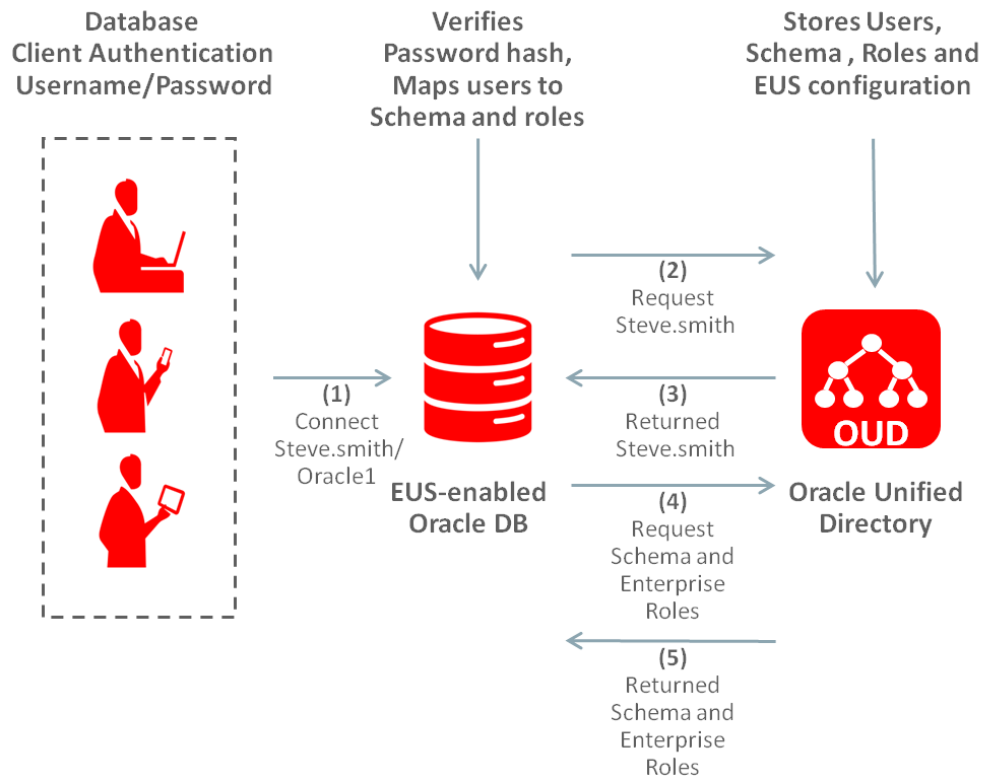 Database
Client Authentication
Username/Password
Verifies
Password hash,
Maps users to
Schema and roles
Stores Users,
Schema , Roles and
EUS configuration
(1)
Connect
Steve.smith/
Oracle1
EUS-enabled
Oracle DB
(2)
Request
Steve.smith
(3)
Returned
Steve.smith
(4)
Request
Schema and
Enterprise
Roles
(5)
Returned
Schema and
Enterprise
Roles
OUD
Oracle Unified
Directory